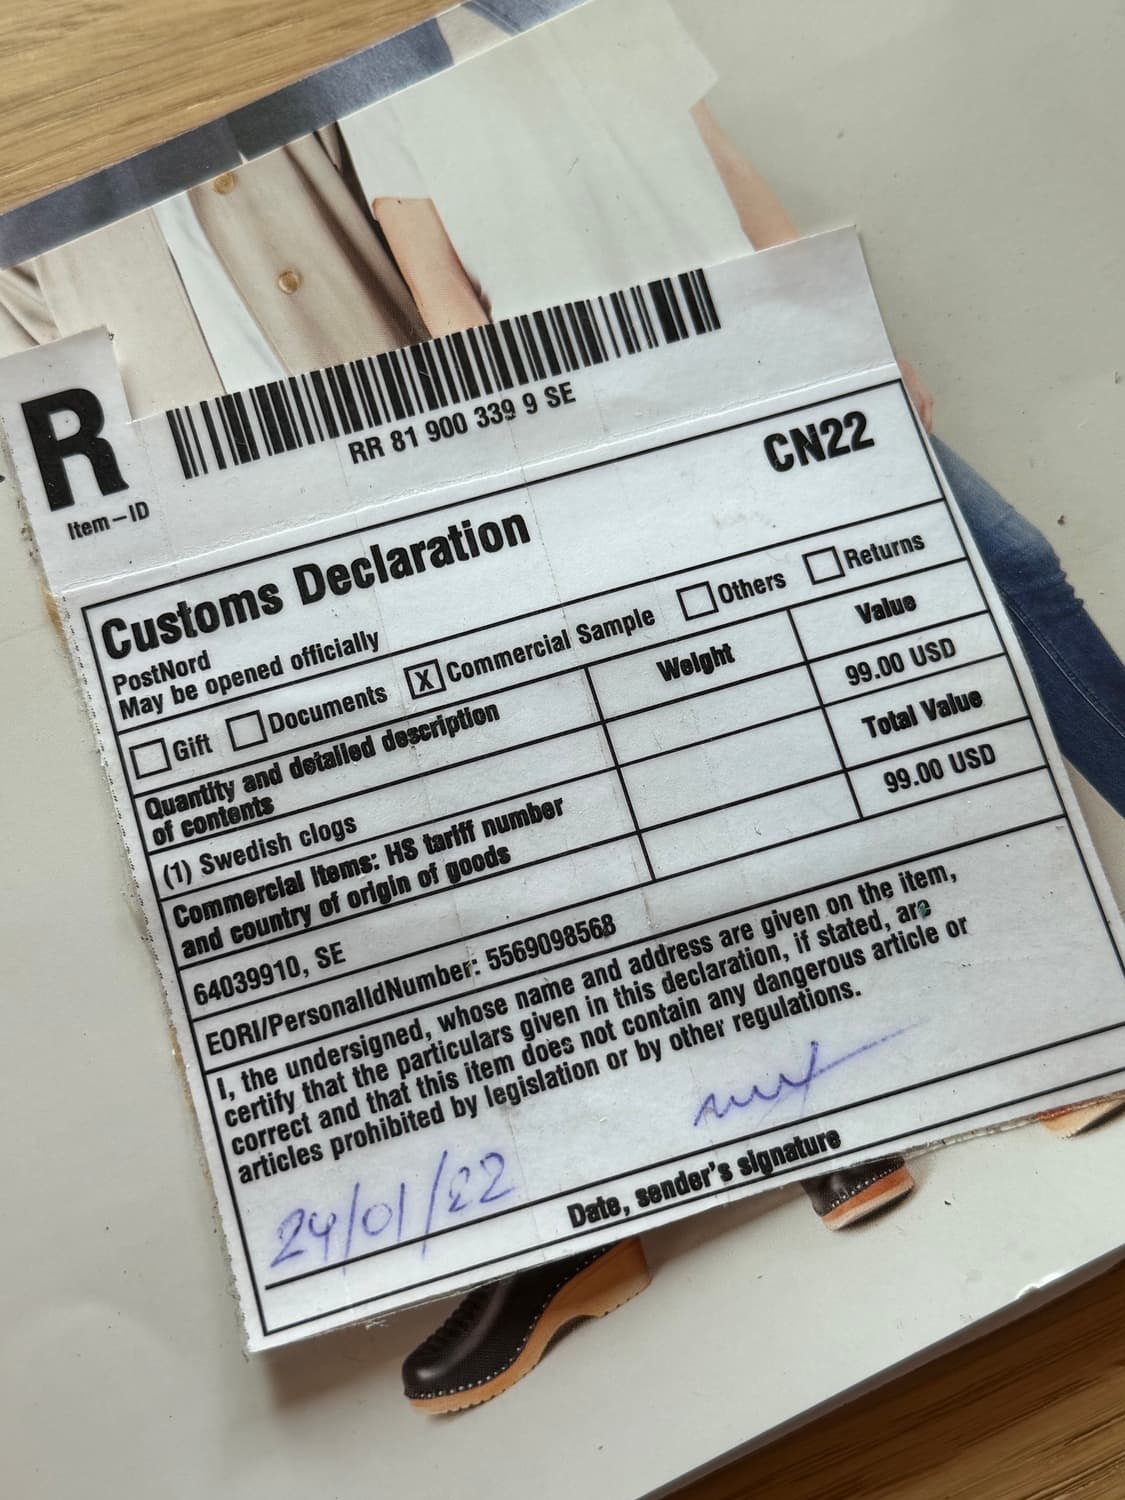 R
Item-ID
RR 81 900 339 9 SE
CN22
Customs Declaration
PostNord
May be opened officially
Gift Documents X Commercial Sample Others Returns
Quantity and detailed description
of contents
Weight
Value
(1) Swedish clogs
99.00 USD
Commercial Items: HS tariff number
and country of origin of goods
Total Value
64039910, SE
99.00 USD
EORI/PersonalIdNumber: 5569098568
I, the undersigned, whose name and address are given on the item,
certify that the particulars given in this declaration, if stated, are
correct and that this item does not contain any dangerous article or
articles prohibited by legislation or by other regulations.
24/01/22
Date, sender's signature